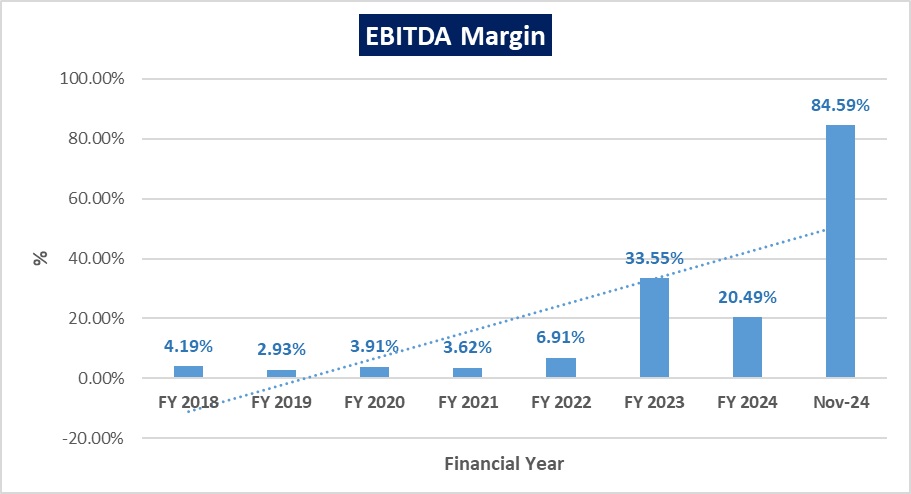 EBITDA Margin
100.00%
80.00%
60.00%
40.00%
20.00%
0.00%
-20.00%
%
4.19%
2.93%
3.91%
3.62%
6.91%
33.55%
20.49%
84.59%
FY 2018
FY 2019
FY 2020
FY 2021
FY 2022
FY 2023
FY 2024
Nov-24
Financial Year